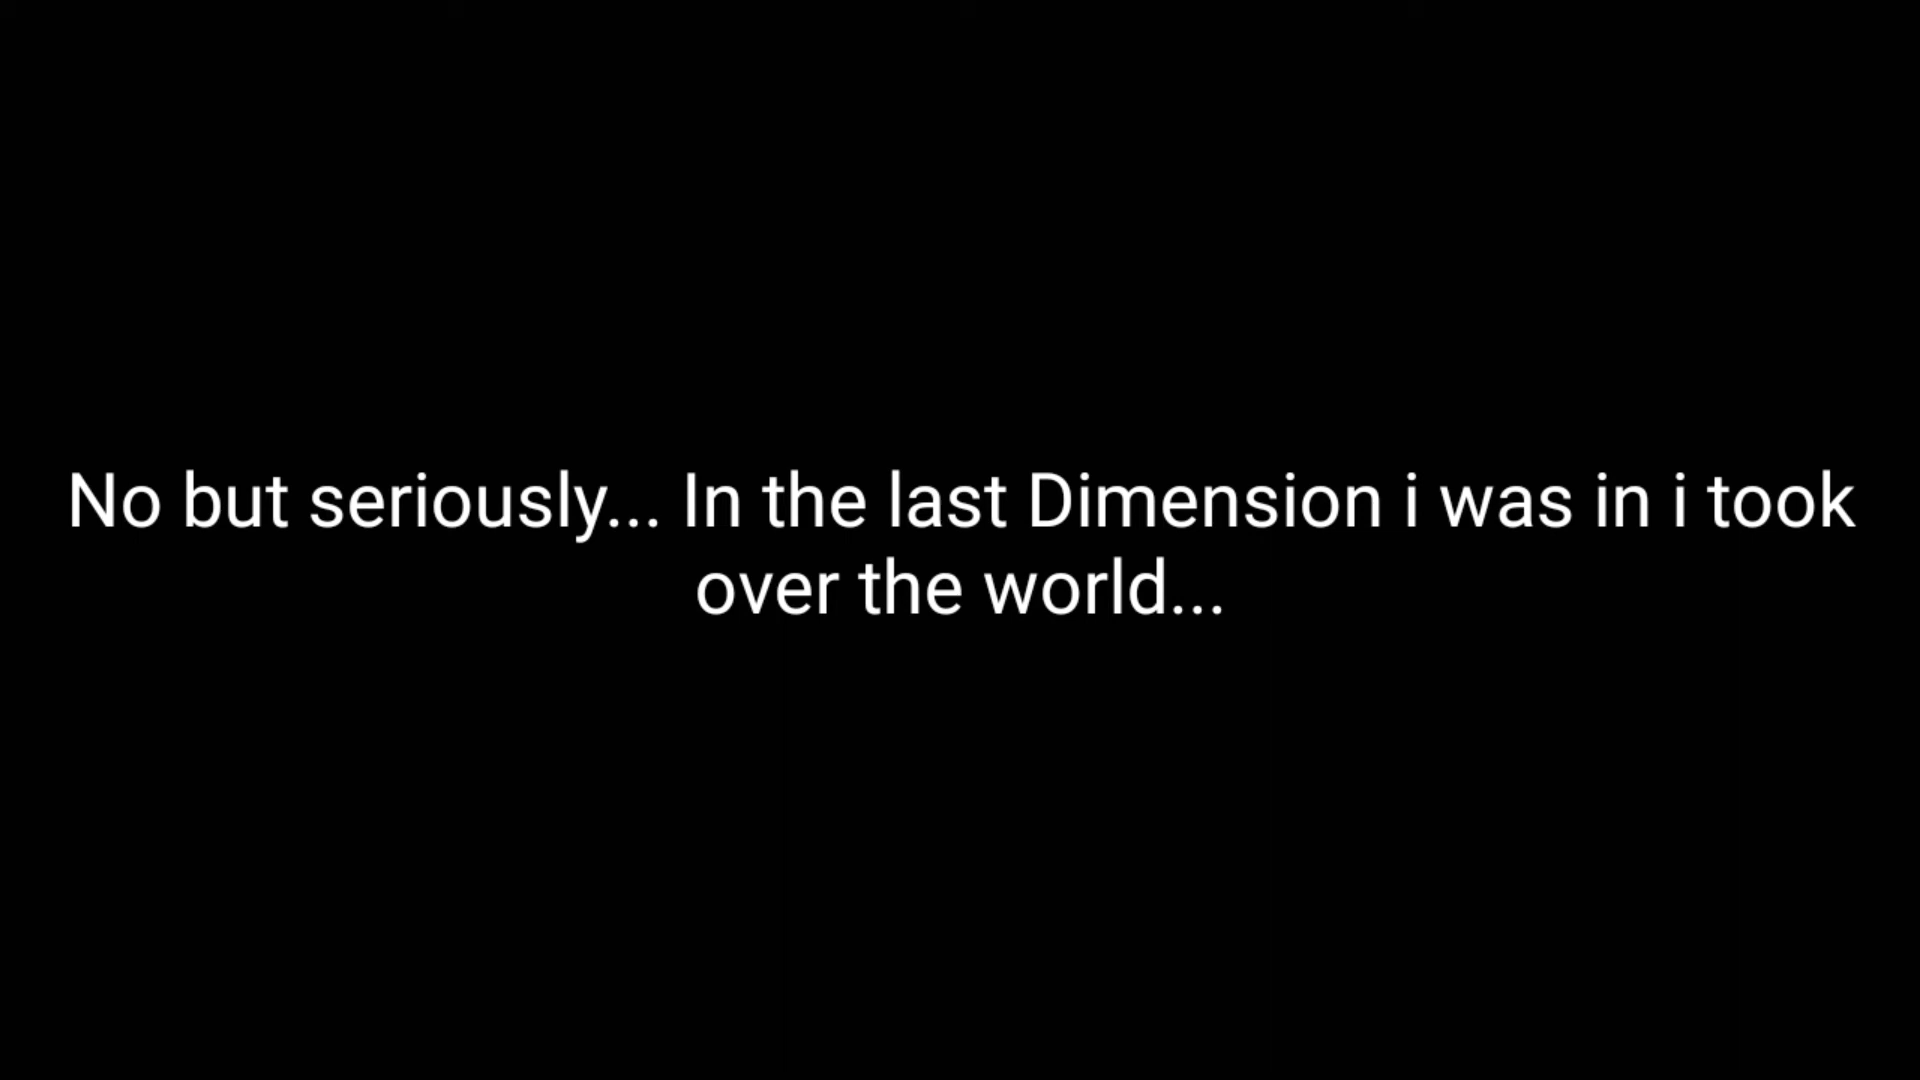 No but seriously... In the last Dimension i was in i took
over the world...